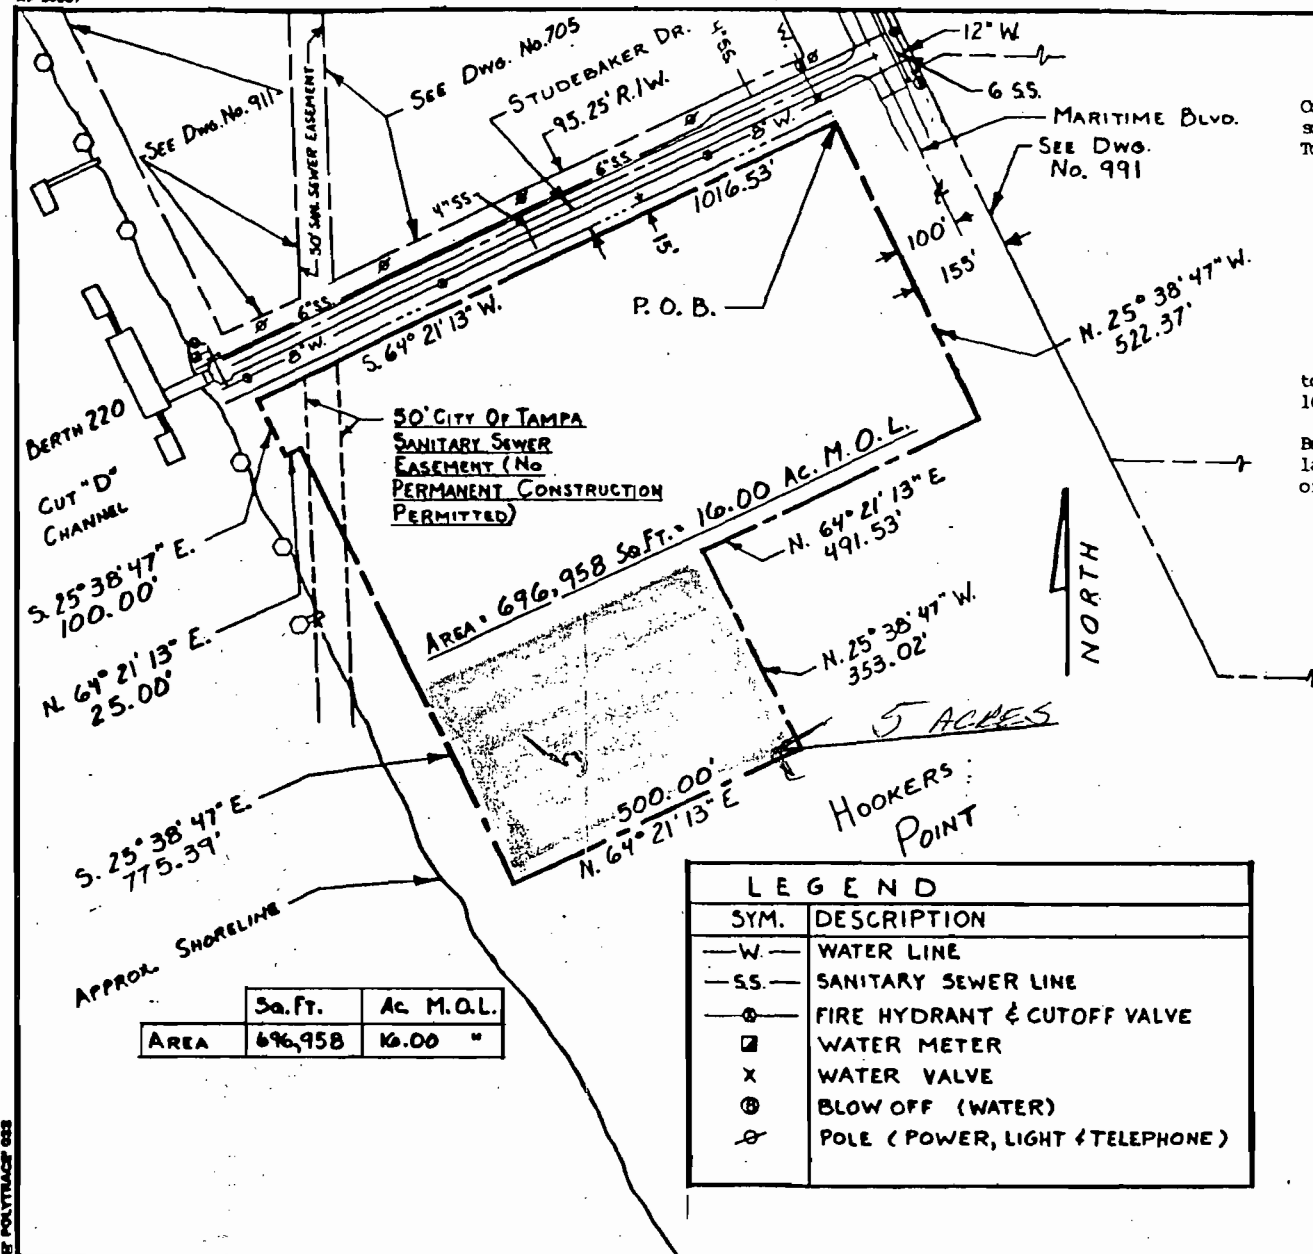 SEE DWG. No. 911
50' SAN. SEWER EASEMENT
SEE DWG. No. 705
STUDEBAKER DR.
95.25' R/W.
4" S.S.
12" W.
6 S.S.
MARITIME BLVD.
SEE DWG.
No. 991
8" W.
6" S.S.
4" S.S.
1016.53'
15'
100'
155'
P. O. B.
N. 25° 38' 47" W.
522.37'
6" S.S.
8" W.
S. 64° 21' 13" W.
BERTH 220
CUT "D"
CHANNEL
50' CITY OF TAMPA
SANITARY SEWER
EASEMENT (No
PERMANENT CONSTRUCTION
PERMITTED)
S. 25° 38' 47" E.
100.00'
N. 64° 21' 13" E.
25.00'
AREA = 696,958 SQ.FT. = 16.00 AC. M.O.L.
N. 64° 21' 13" E
491.53'
NORTH
N. 25° 38' 47" W.
353.02'
5 ACRES
HOOKERS
POINT
500.00'
N. 64° 21' 13" E
S. 25° 38' 47" E.
775.39'
APPROX. SHORELINE
SQ.FT. AC. M.O.L.
AREA 696,958 16.00 "
LEGEND
SYM. DESCRIPTION
W. WATER LINE
S.S. SANITARY SEWER LINE
FIRE HYDRANT & CUTOFF VALVE
WATER METER
X WATER VALVE
BLOW OFF (WATER)
POLE (POWER, LIGHT & TELEPHONE)
POLYTRACE